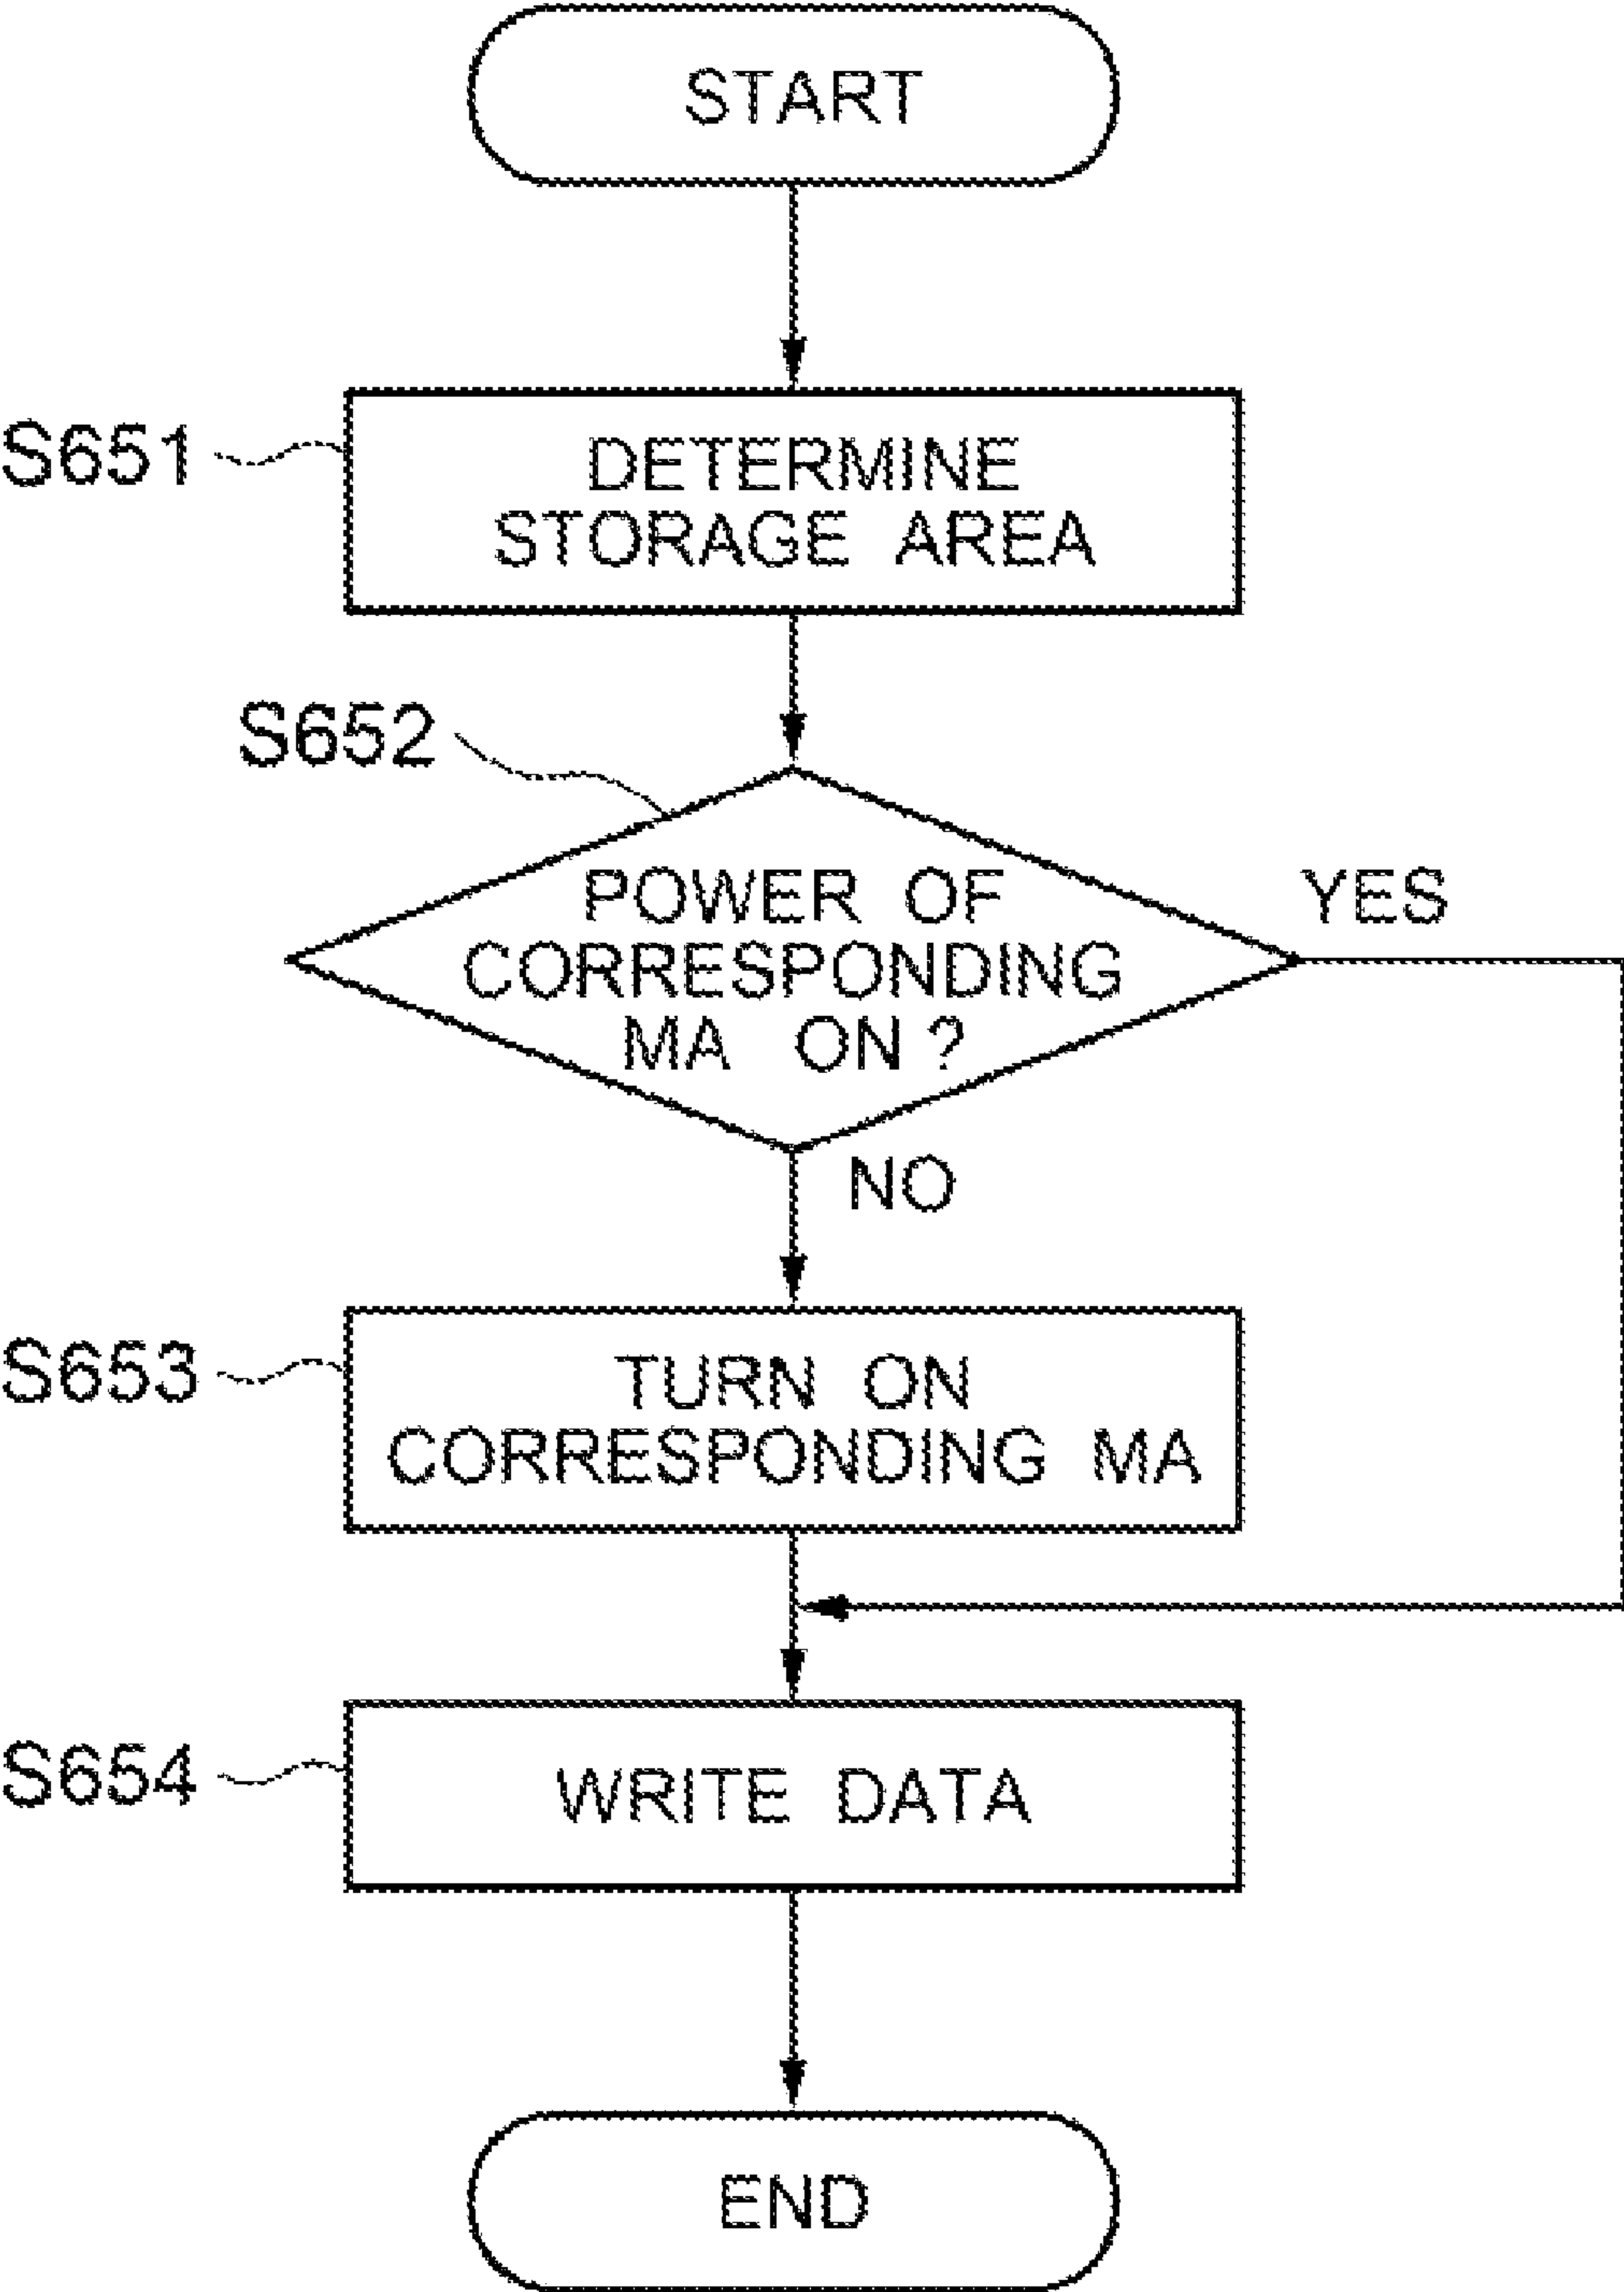 START
S651
DETERMINE
STORAGE AREA
S652
POWER OF
CORRESPONDING
MA ON?
YES
NO
S653
TURN ON
CORRESPONDING MA
S654
WRITE DATA
END